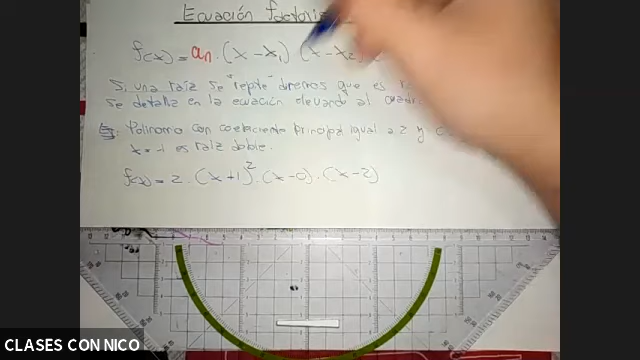 Ecuación factori
f(x) = an · (x - x1) (x - x2)
Si una raíz se "repite" diremos que es
se detalla en la ecuación elevando al cuadr
Ej: Polinomio con coeficiente principal igual a 2 y
x = -1 es raíz doble.
f(x) = 2 · (x+1)² · (x-0) · (x-2)
CLASES CON NICO